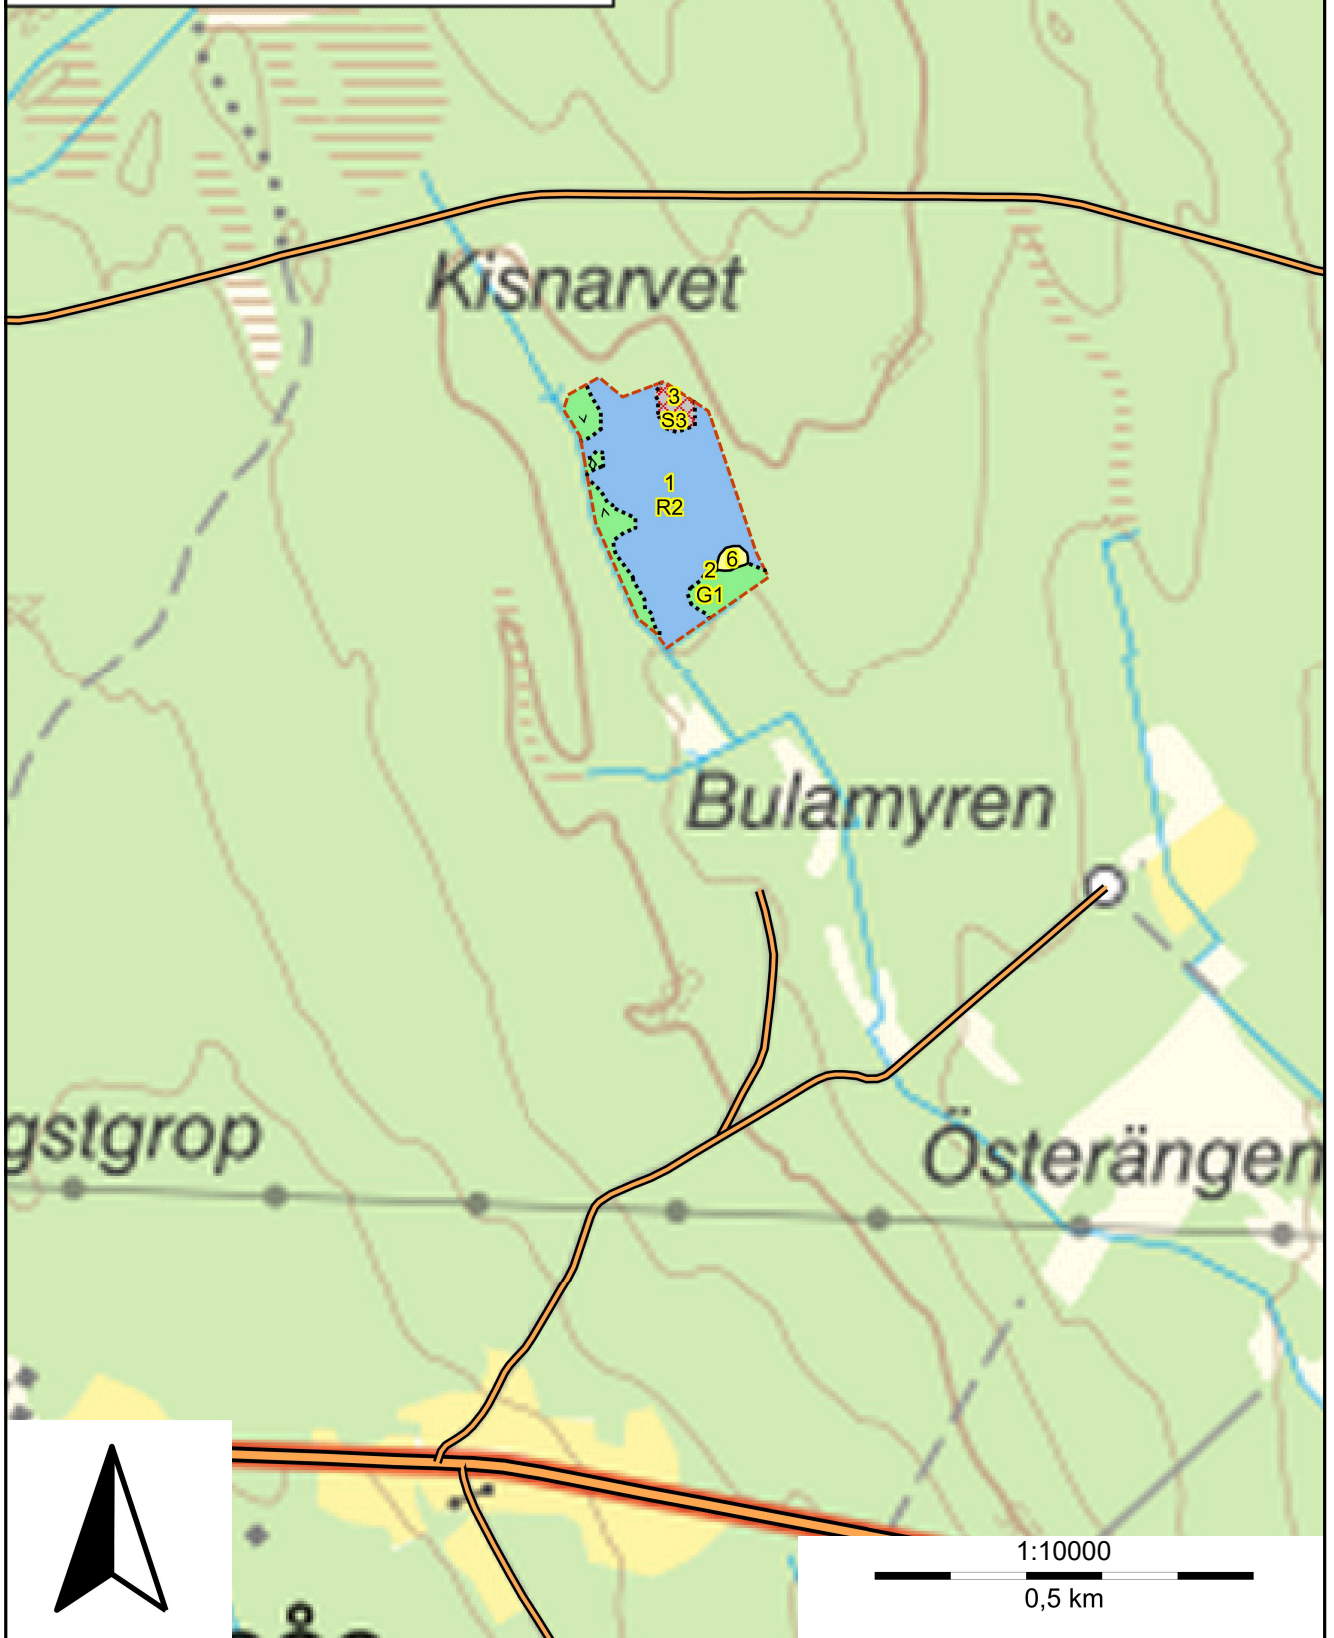 Kisnarvet
3
S3
1
R2
6
2
G1
Bulamyren
gstgrop
Österängen
1:10000
0,5 km